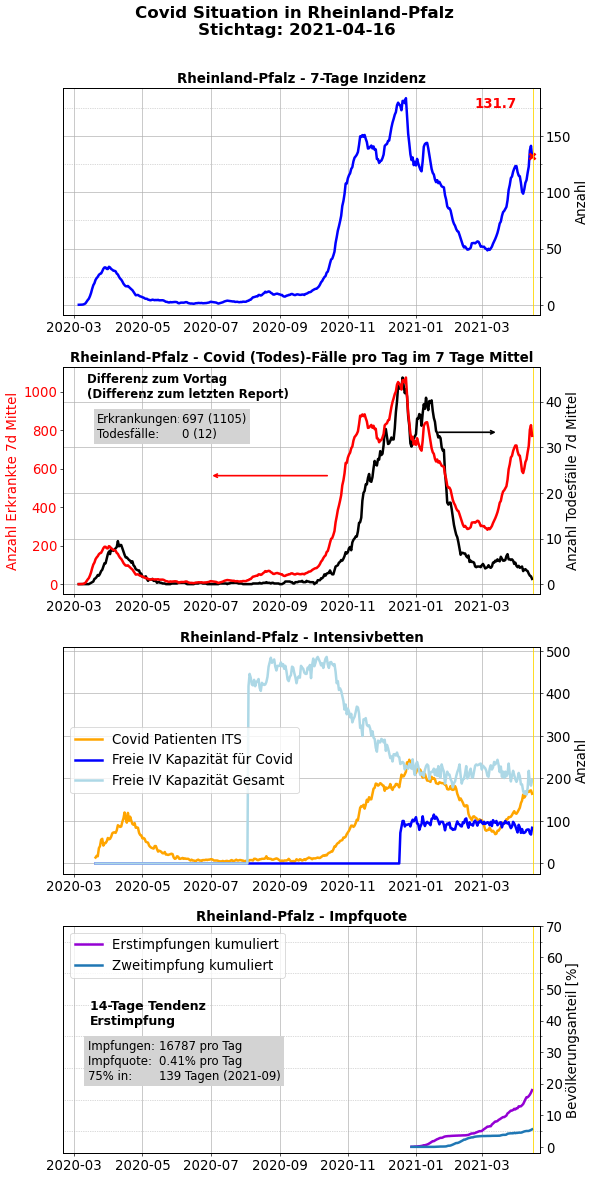 Covid Situation in Rheinland-Pfalz
Stichtag: 2021-04-16
Rheinland-Pfalz - 7-Tage Inzidenz
131.7
150
100
50
0
Anzahl
2020-03 2020-05 2020-07 2020-09 2020-11 2021-01 2021-03
Rheinland-Pfalz - Covid (Todes)-Fälle pro Tag im 7 Tage Mittel
Differenz zum Vortag
(Differenz zum letzten Report)
Erkrankten: 697 (1105)
Todesfälle: 0 (12)
1000
800
600
400
200
0
Anzahl Erkrankte 7d Mittel
40
30
20
10
0
Anzahl Todesfälle 7d Mittel
2020-03 2020-05 2020-07 2020-09 2020-11 2021-01 2021-03
Rheinland-Pfalz - Intensivbetten
Covid Patienten ITS
Freie IV Kapazität für Covid
Freie IV Kapazität Gesamt
500
400
300
200
100
0
Anzahl
2020-03 2020-05 2020-07 2020-09 2020-11 2021-01 2021-03
Rheinland-Pfalz - Impfquote
Erstimpfungen kumuliert
Zweitimpfung kumuliert
14-Tage Tendenz
Erstimpfung
Impfungen: 16787 pro Tag
Impfquote: 0.41% pro Tag
75% in: 139 Tagen (2021-09)
70
60
50
40
30
20
10
0
Bevölkerungsanteil [%]
2020-03 2020-05 2020-07 2020-09 2020-11 2021-01 2021-03